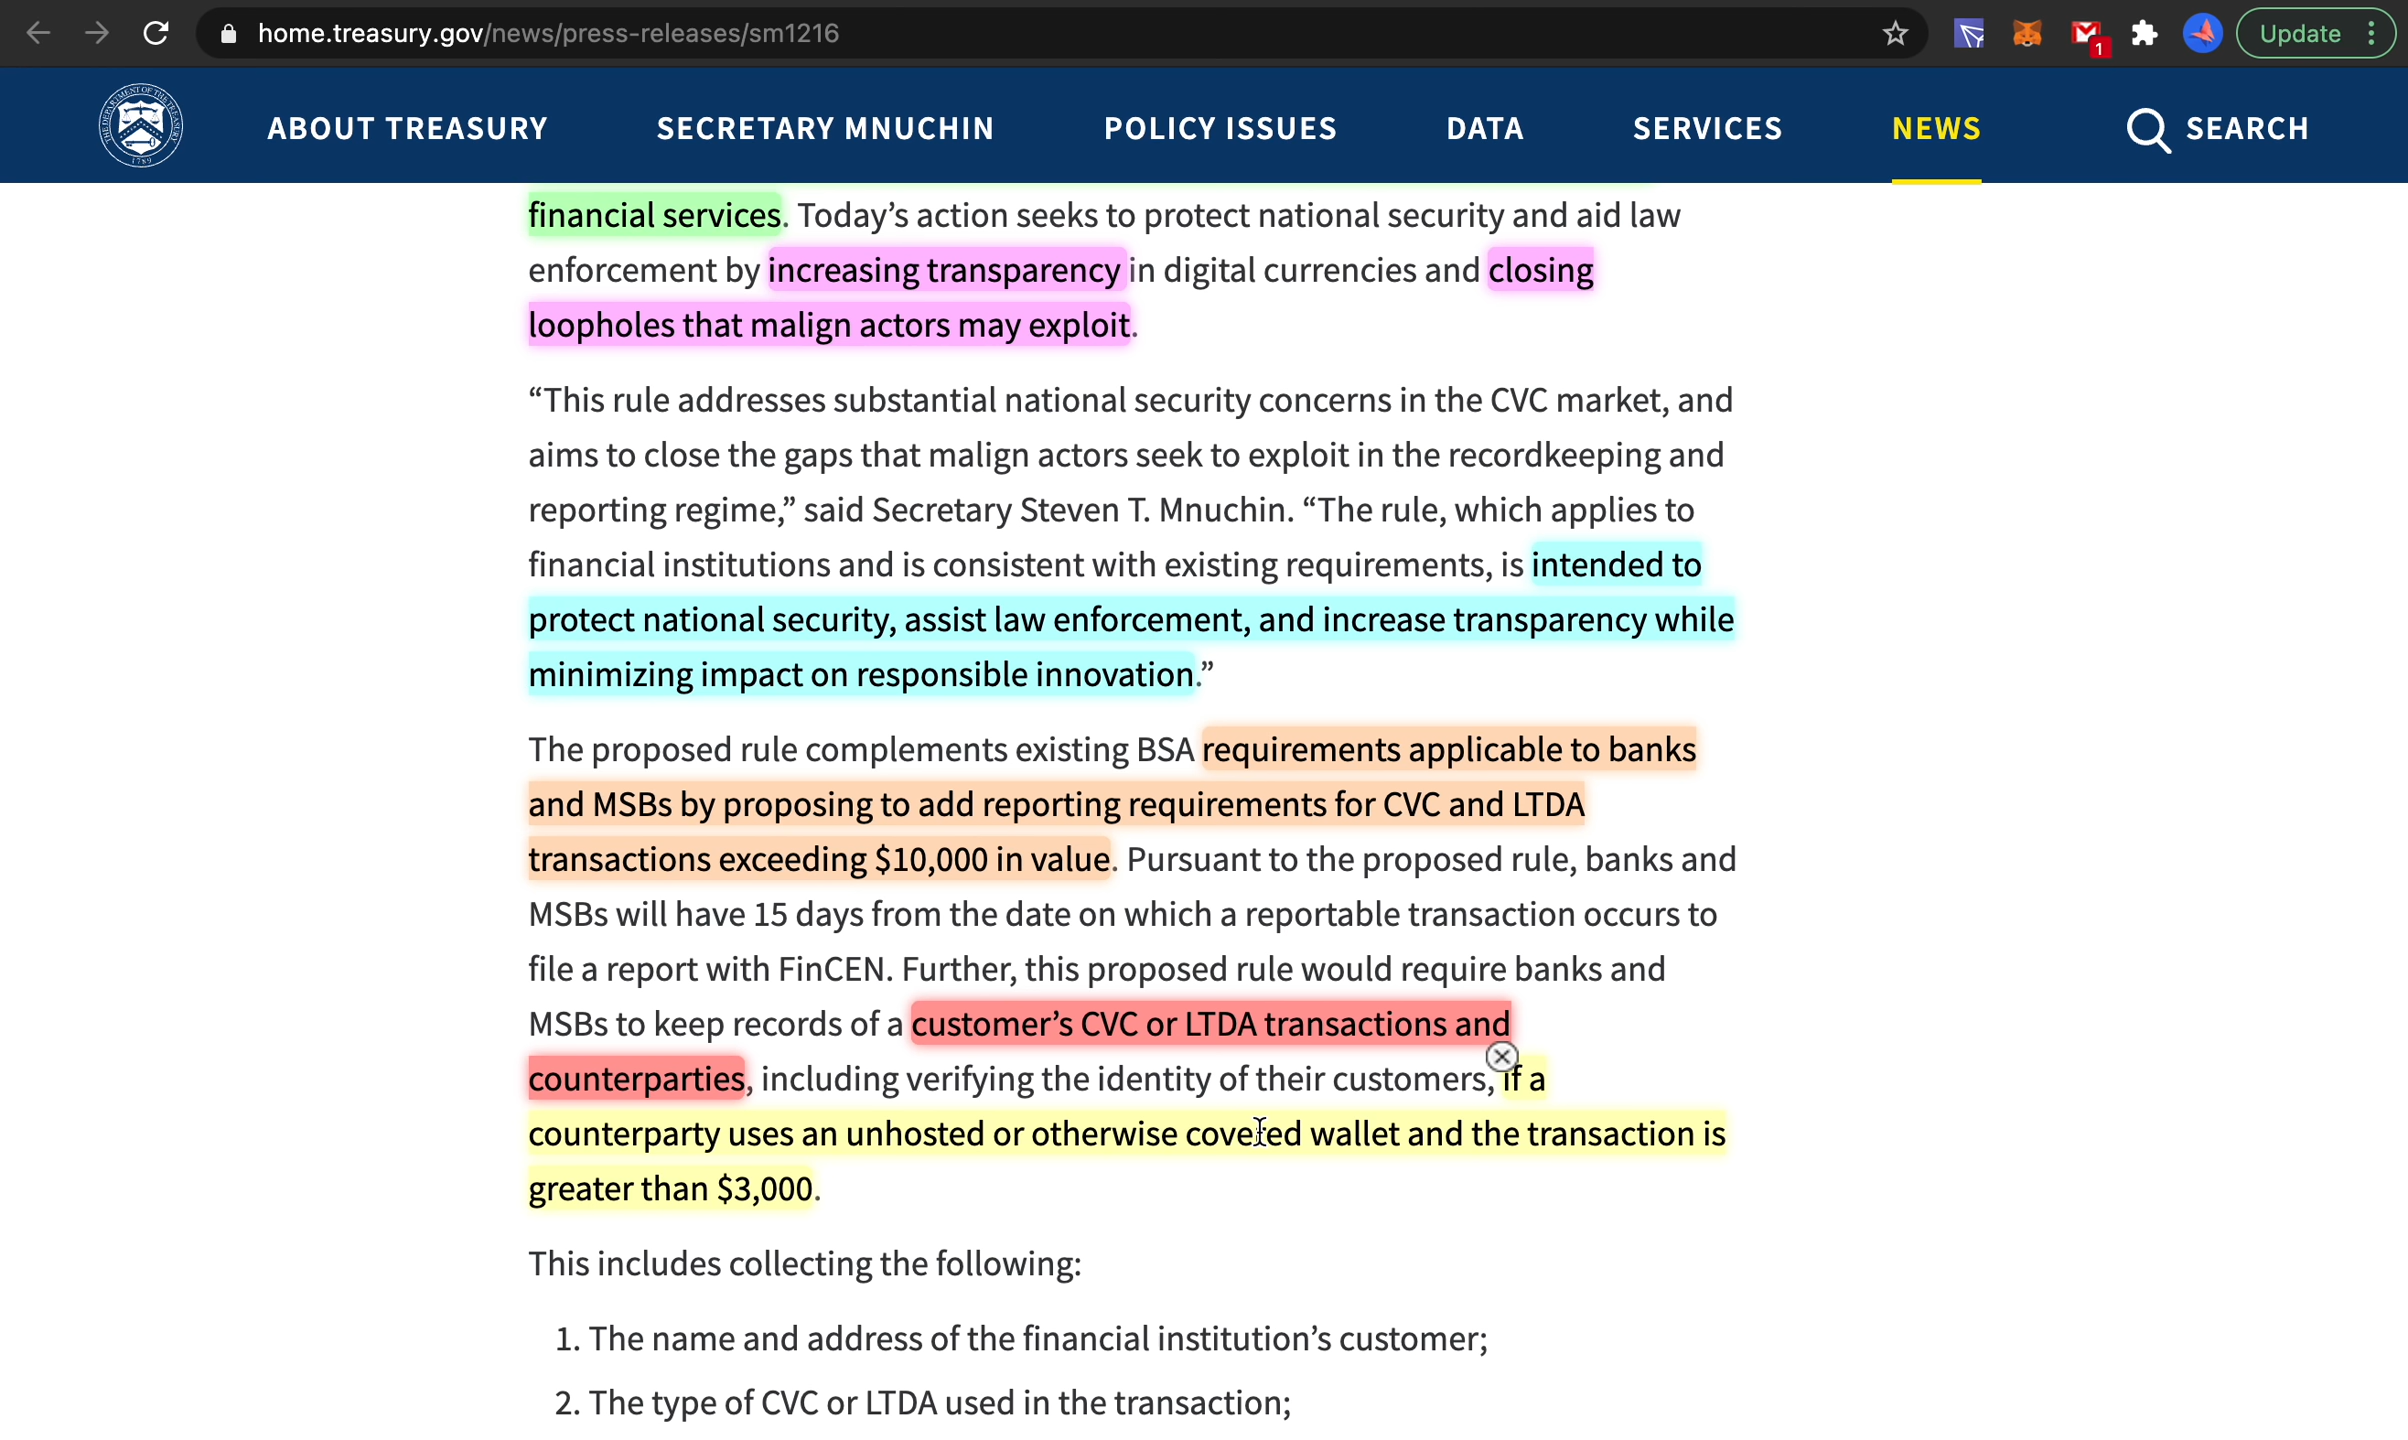 home.treasury.gov/news/press-releases/sm1216
1
Update
THE DEPARTMENT OF THE TREASURY
1789
ABOUT TREASURY
SECRETARY MNUCHIN
POLICY ISSUES
DATA
SERVICES
NEWS
SEARCH
financial services. Today’s action seeks to protect national security and aid law
enforcement by increasing transparency in digital currencies and closing
loopholes that malign actors may exploit.
“This rule addresses substantial national security concerns in the CVC market, and
aims to close the gaps that malign actors seek to exploit in the recordkeeping and
reporting regime,” said Secretary Steven T. Mnuchin. “The rule, which applies to
financial institutions and is consistent with existing requirements, is intended to
protect national security, assist law enforcement, and increase transparency while
minimizing impact on responsible innovation.”
The proposed rule complements existing BSA requirements applicable to banks
and MSBs by proposing to add reporting requirements for CVC and LTDA
transactions exceeding $10,000 in value. Pursuant to the proposed rule, banks and
MSBs will have 15 days from the date on which a reportable transaction occurs to
file a report with FinCEN. Further, this proposed rule would require banks and
MSBs to keep records of a customer’s CVC or LTDA transactions and
counterparties, including verifying the identity of their customers, if a
counterparty uses an unhosted or otherwise covered wallet and the transaction is
greater than $3,000.
This includes collecting the following:
1. The name and address of the financial institution’s customer;
2. The type of CVC or LTDA used in the transaction;